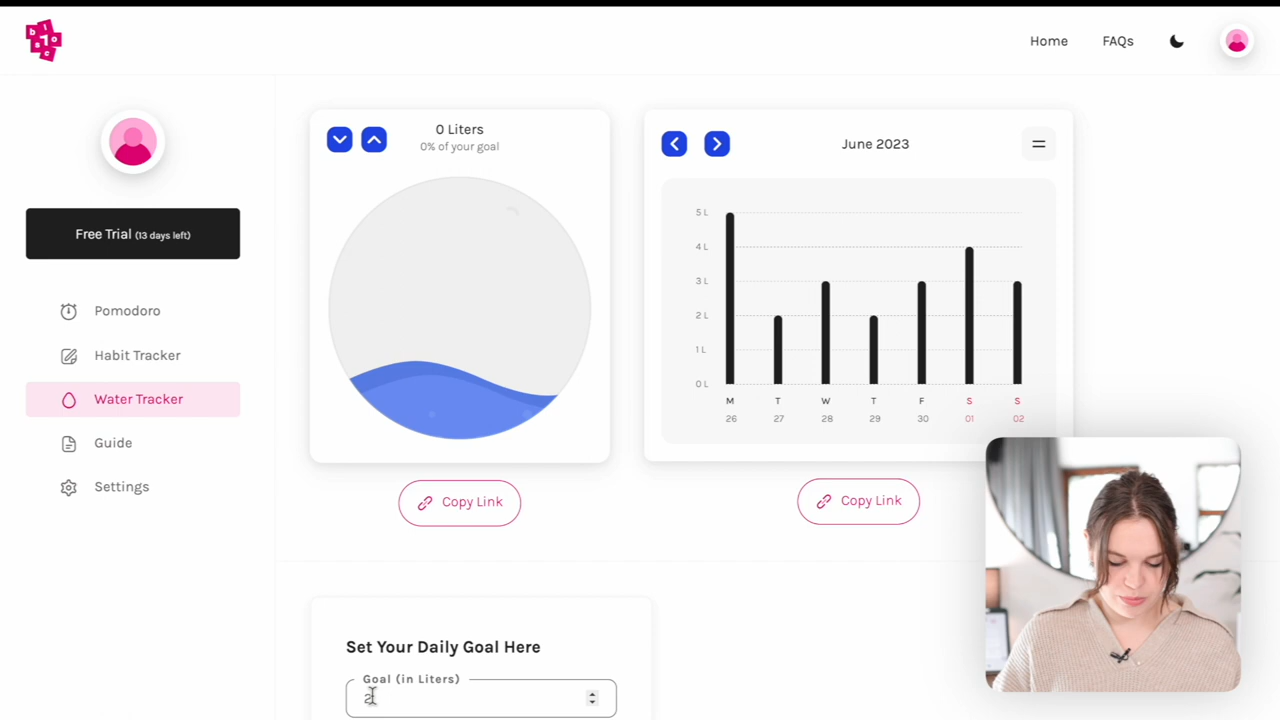 bl1oc
Home
FAQs
Free Trial (13 days left)
Pomodoro
Habit Tracker
Water Tracker
Guide
Settings
0 Liters
0% of your goal
Copy Link
June 2023
5 L
4 L
3 L
2 L
1 L
0 L
M T W T F S S
26 27 28 29 30 01 02
Copy Link
Set Your Daily Goal Here
Goal (in Liters)
2